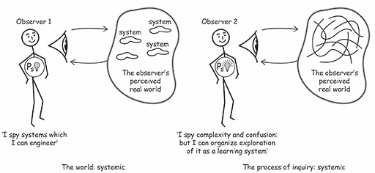 Observer 1
system
system
system
The observer's
perceived
real world
'I spy systems which
I can engineer'
The world: systemic
Observer 2
The observer's
perceived
real world
'I spy complexity and confusion:
but I can organize exploration
of it as a learning system'
The process of inquiry: systemic